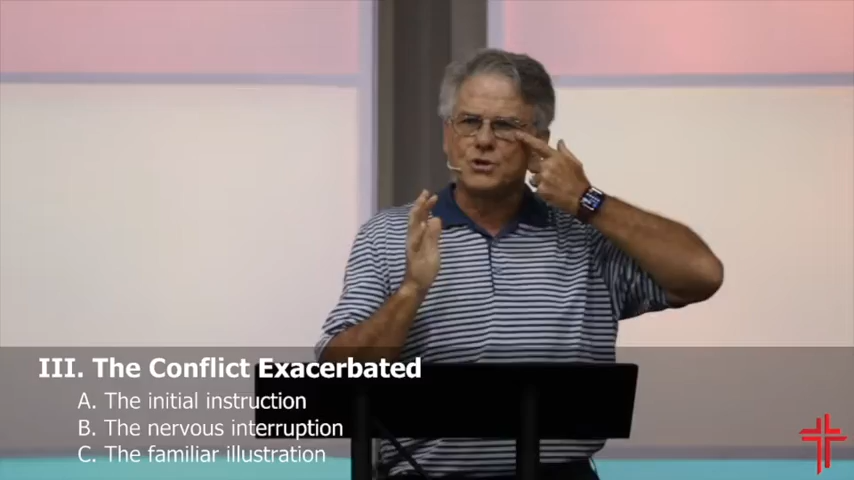 III. The Conflict Exacerbated
A. The initial instruction
B. The nervous interruption
C. The familiar illustration